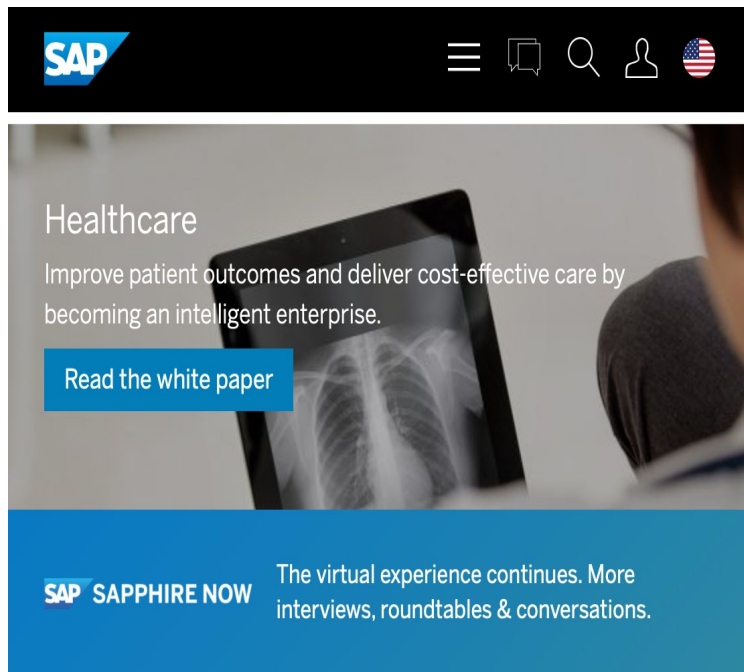 SAP
Healthcare
Improve patient outcomes and deliver cost-effective care by
becoming an intelligent enterprise.
Read the white paper
SAP SAPPHIRE NOW
The virtual experience continues. More
interviews, roundtables & conversations.